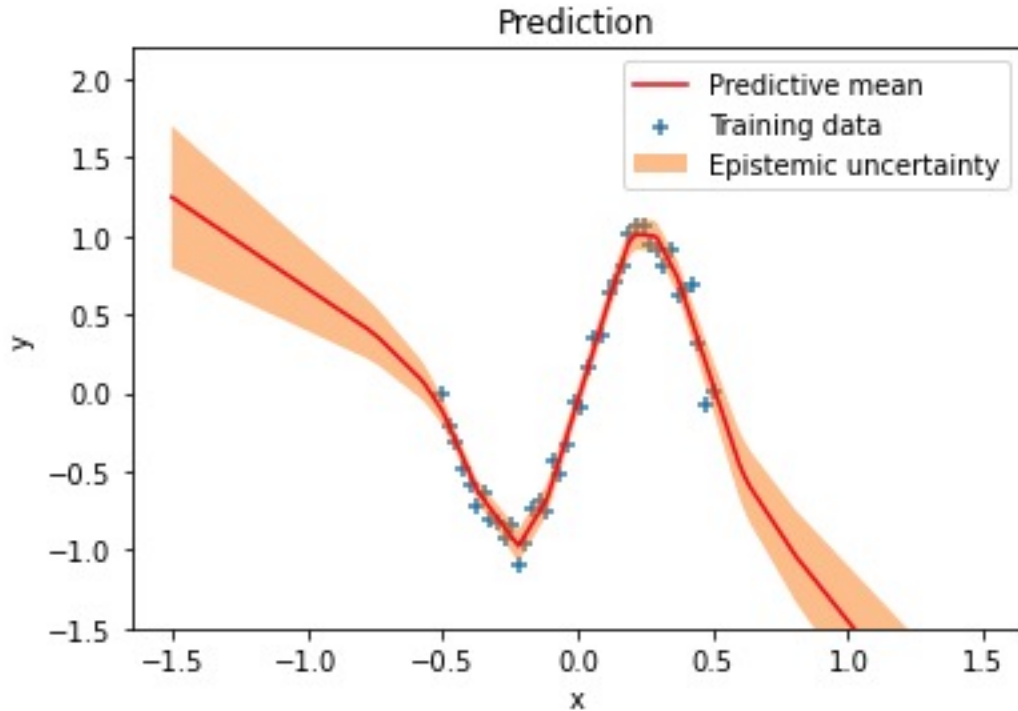 Prediction
Predictive mean
Training data
Epistemic uncertainty
2.0
1.5
1.0
0.5
0.0
−0.5
−1.0
−1.5
y
−1.5 −1.0 −0.5 0.0 0.5 1.0 1.5
x